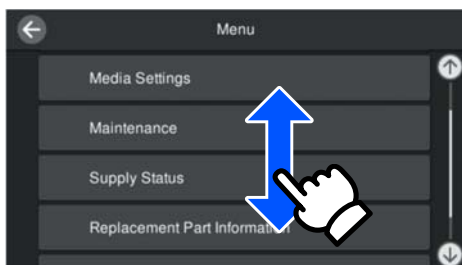 Menu
Media Settings
Maintenance
Supply Status
Replacement Part Information